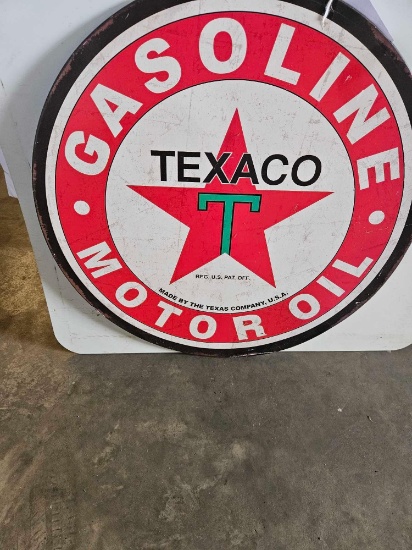 GASOLINE
TEXACO
T
REG. U.S. PAT. OFF.
MADE BY THE TEXAS COMPANY, U.S.A.
• MOTOR OIL •